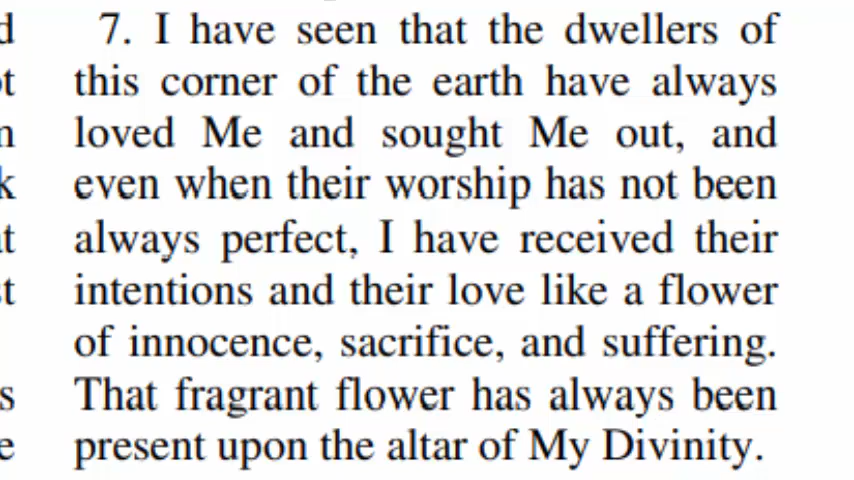 7. I have seen that the dwellers of
this corner of the earth have always
loved Me and sought Me out, and
even when their worship has not been
always perfect, I have received their
intentions and their love like a flower
of innocence, sacrifice, and suffering.
That fragrant flower has always been
present upon the altar of My Divinity.